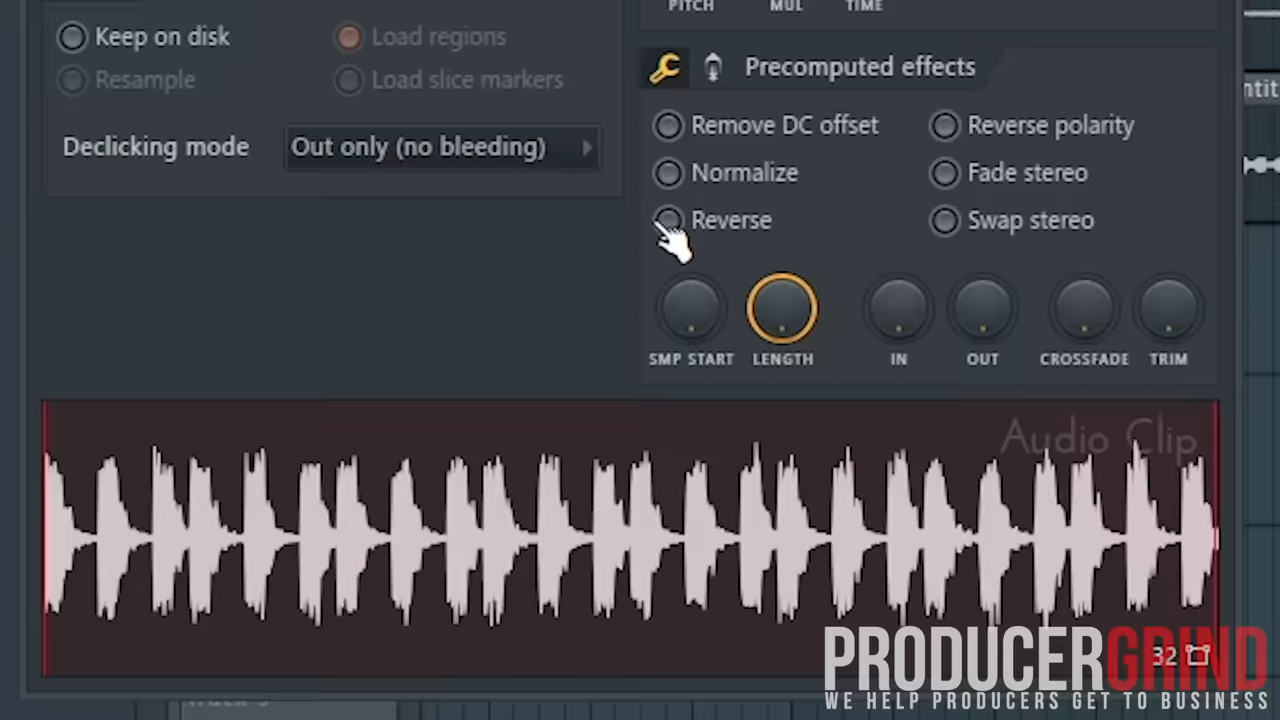 PITCH MUL TIME
Keep on disk Load regions
Resample Load slice markers
Declicking mode Out only (no bleeding)
Precomputed effects
Remove DC offset Reverse polarity
Normalize Fade stereo
Reverse Swap stereo
SMP START LENGTH IN OUT CROSSFADE TRIM
Audio Clip
32
PRODUCERGRIND
WE HELP PRODUCERS GET TO BUSINESS